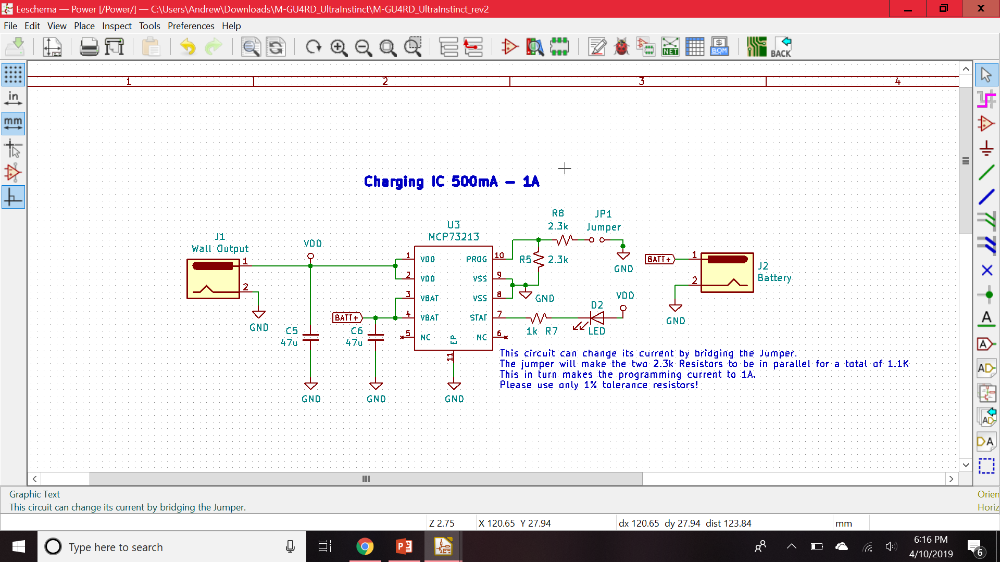 Eeschema — Power [/Power/] — C:\Users\Andrew\Downloads\M-GU4RD_UltraInstinct\M-GU4RD_UltraInstinct_rev2
File Edit View Place Inspect Tools Preferences Help
NET
$
BOM
BACK
in
mm
1 2 3 4
Charging IC 500mA – 1A
J1
Wall Output
1
2
GND
VDD
C5
47u
GND
BATT+
C6
47u
GND
U3
MCP73213
1 VDD
2 VDD
3 VBAT
4 VBAT
5 NC
PROG 10
VSS 9
VSS 8
STAT 7
NC 6
EP
11
GND
R8
2.3k
JP1
Jumper
GND
R5 2.3k
GND
1k R7
D2
LED
VDD
BATT+
1
2
GND
J2
Battery
This circuit can change its current by bridging the Jumper.
The jumper will make the two 2.3k Resistors to be in parallel for a total of 1.1K
This in turn makes the programming current to 1A.
Please use only 1% tolerance resistors!
A
A
AD
AD
DA
Graphic Text
This circuit can change its current by bridging the Jumper.
Orien
Horiz
Z 2.75 X 120.65 Y 27.94 dx 120.65 dy 27.94 dist 123.84 mm
Type here to search
6:16 PM
4/10/2019
6